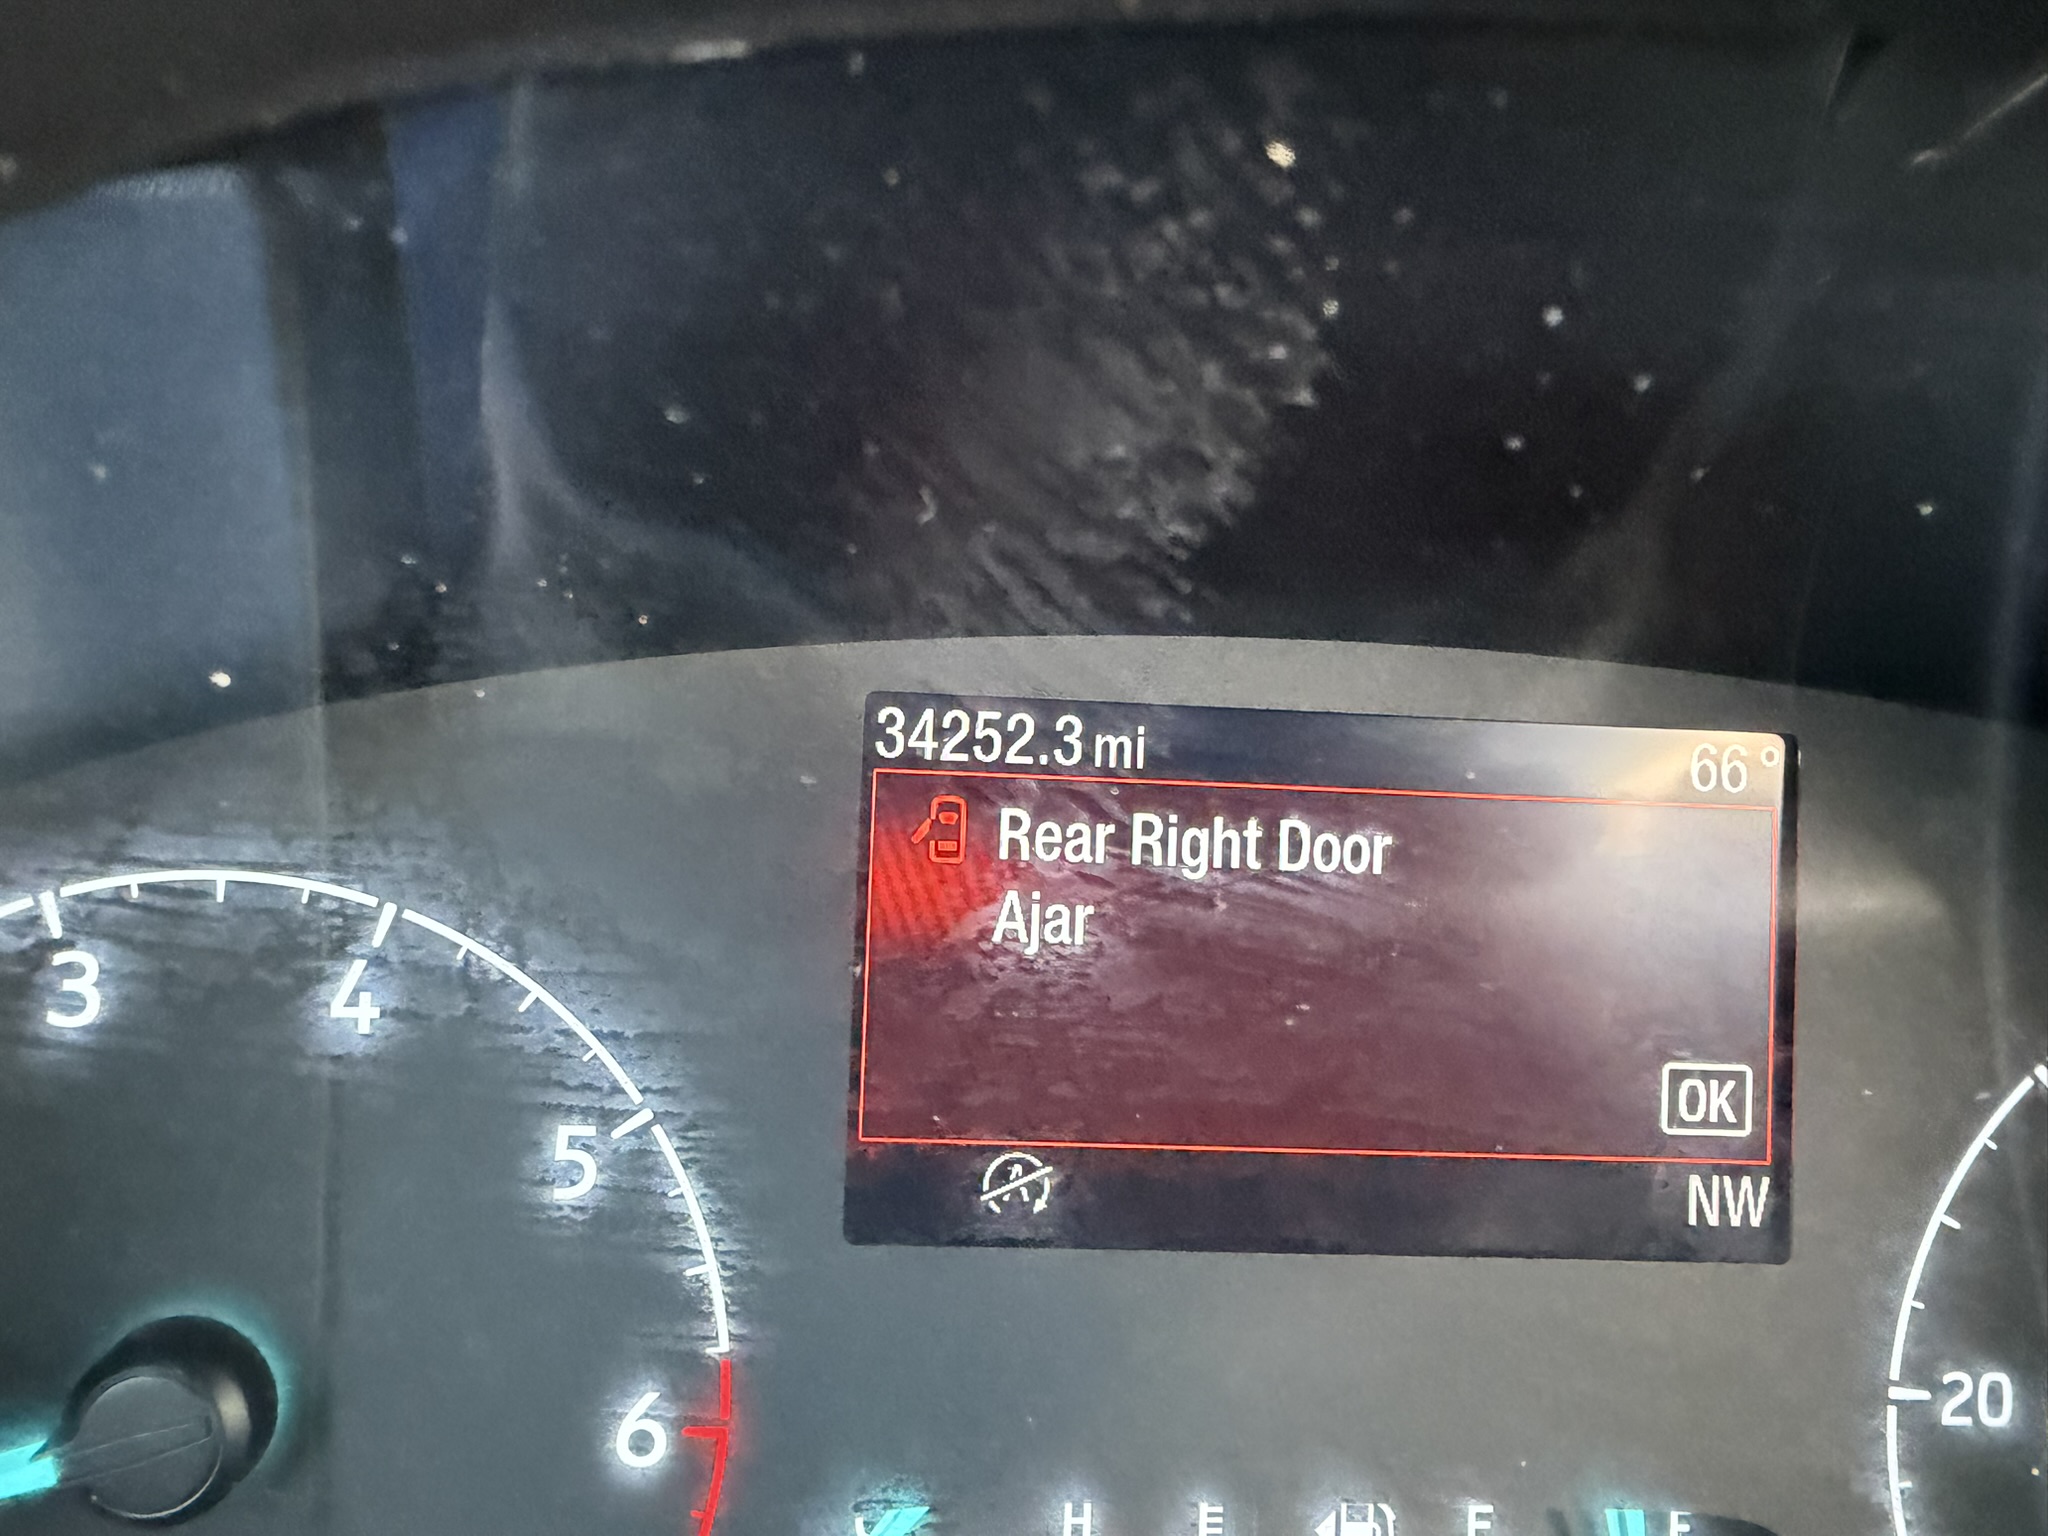 34252.3 mi 66°
Rear Right Door
Ajar
OK
NW
3
4
5
6
20
H E F E